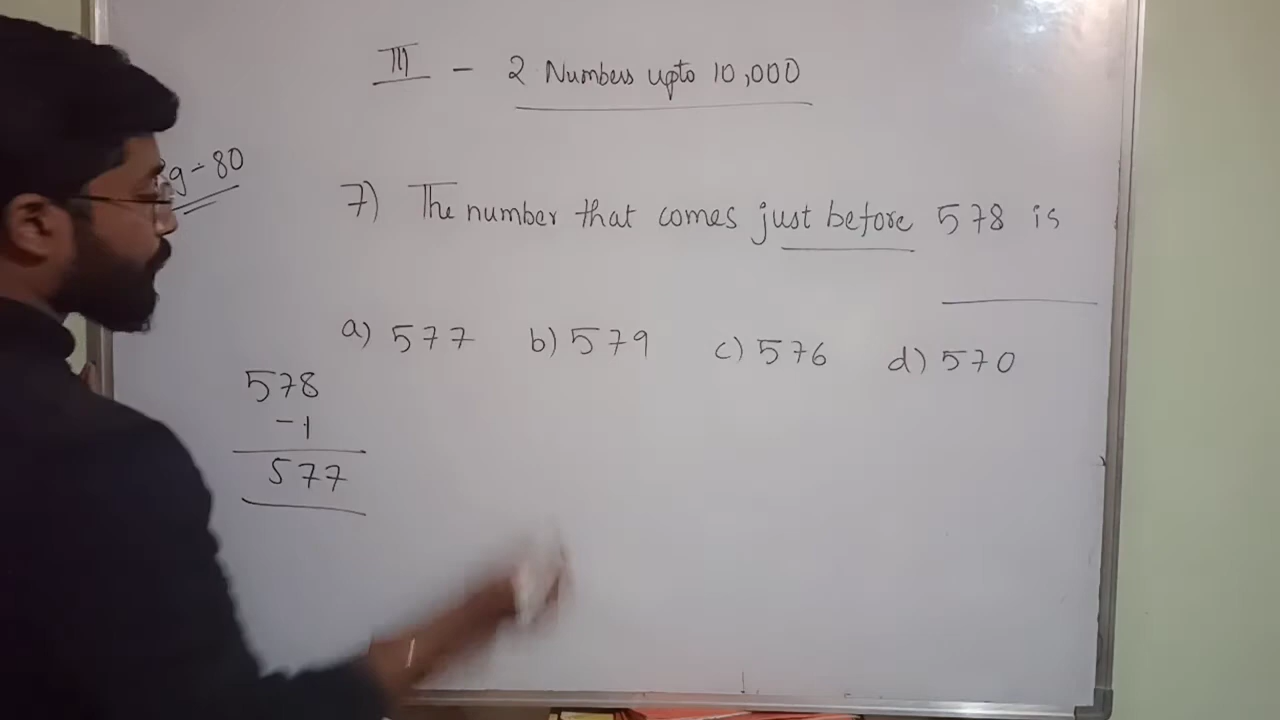 III - 2 Numbers upto 10,000
g - 80
7) The number that comes just before 578 is
a) 577 b) 579 c) 576 d) 570
578
-1
577